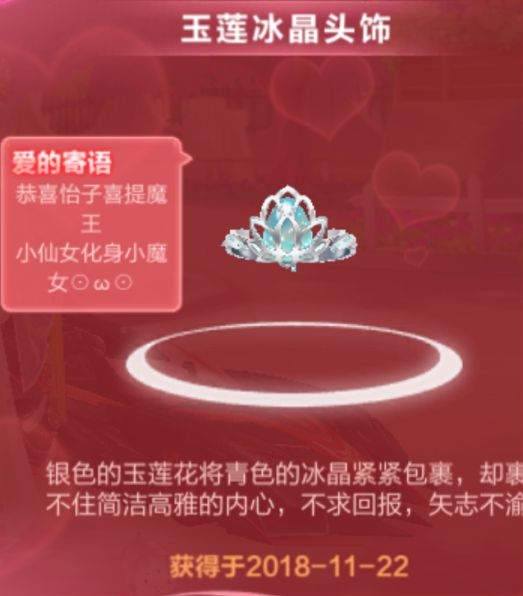 玉莲冰晶头饰
爱的寄语
恭喜怡子喜提魔
王
小仙女化身小魔
女⊙ω⊙
银色的玉莲花将青色的冰晶紧紧包裹，却裹
不住简洁高雅的内心，不求回报，矢志不渝
获得于2018-11-22